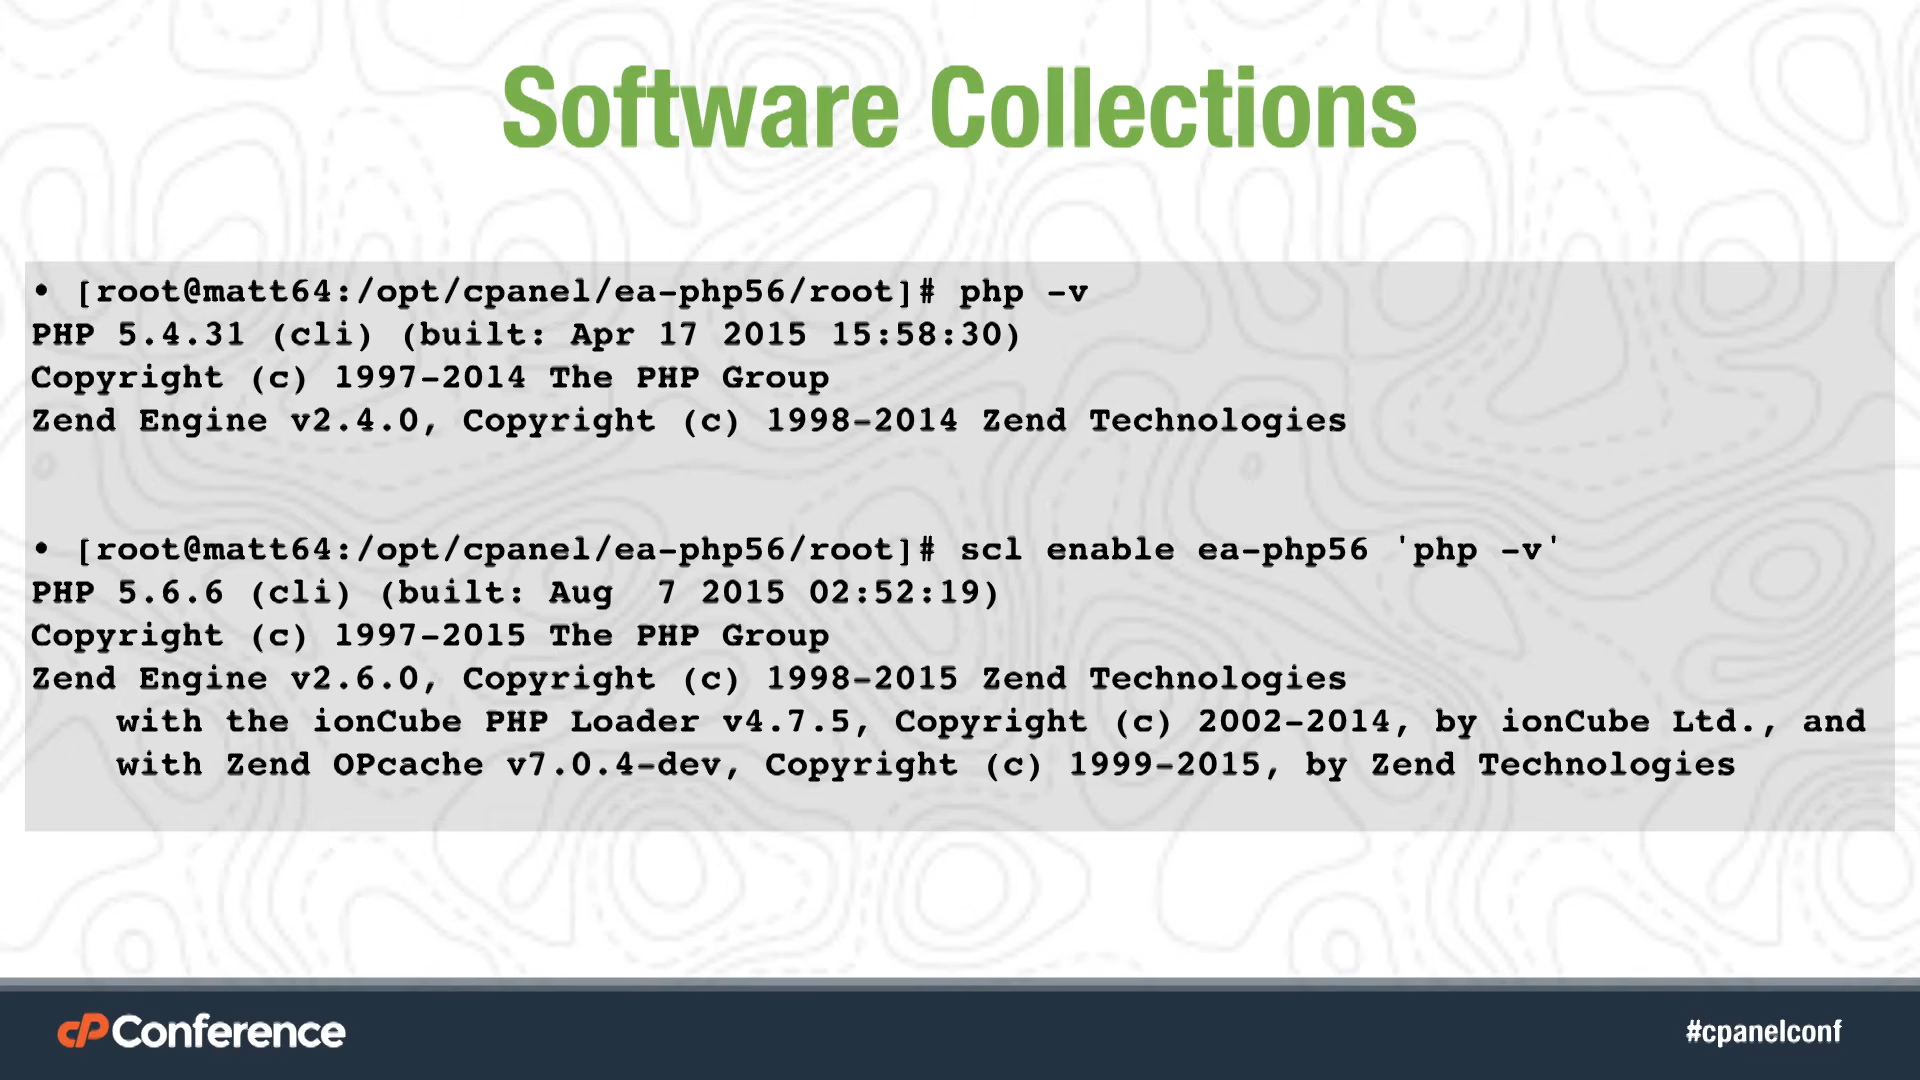 Software Collections
• [root@matt64:/opt/cpanel/ea-php56/root]# php -v
PHP 5.4.31 (cli) (built: Apr 17 2015 15:58:30)
Copyright (c) 1997-2014 The PHP Group
Zend Engine v2.4.0, Copyright (c) 1998-2014 Zend Technologies
• [root@matt64:/opt/cpanel/ea-php56/root]# scl enable ea-php56 'php -v'
PHP 5.6.6 (cli) (built: Aug  7 2015 02:52:19)
Copyright (c) 1997-2015 The PHP Group
Zend Engine v2.6.0, Copyright (c) 1998-2015 Zend Technologies
    with the ionCube PHP Loader v4.7.5, Copyright (c) 2002-2014, by ionCube Ltd., and
    with Zend OPcache v7.0.4-dev, Copyright (c) 1999-2015, by Zend Technologies
cP Conference
#cpanelconf